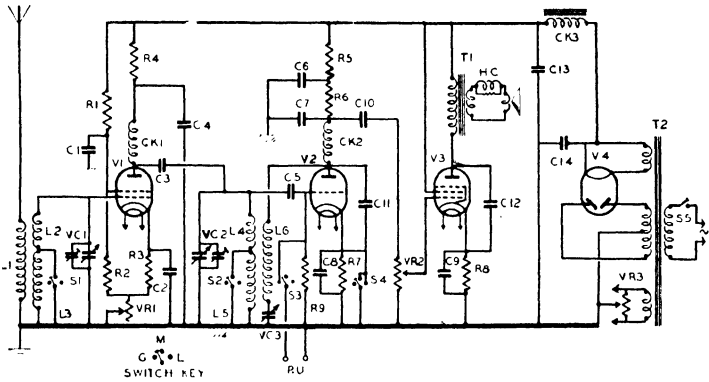 CK3
R4
R5
T1
HC
C6
C13
R1
R6
C7
C10
T2
C4
CK1
CK2
C1
C14
V4
V1
C3
V2
V3
C5
C11
C12
L2
VC1
VC2
L4
L6
S5
L1
R3
C8
R7
S4
VR2
C9
R8
VR3
S1
R2
C2
S2
S3
R9
L3
VR1
L5
VC3
M
G L
P.U
SWITCH KEY